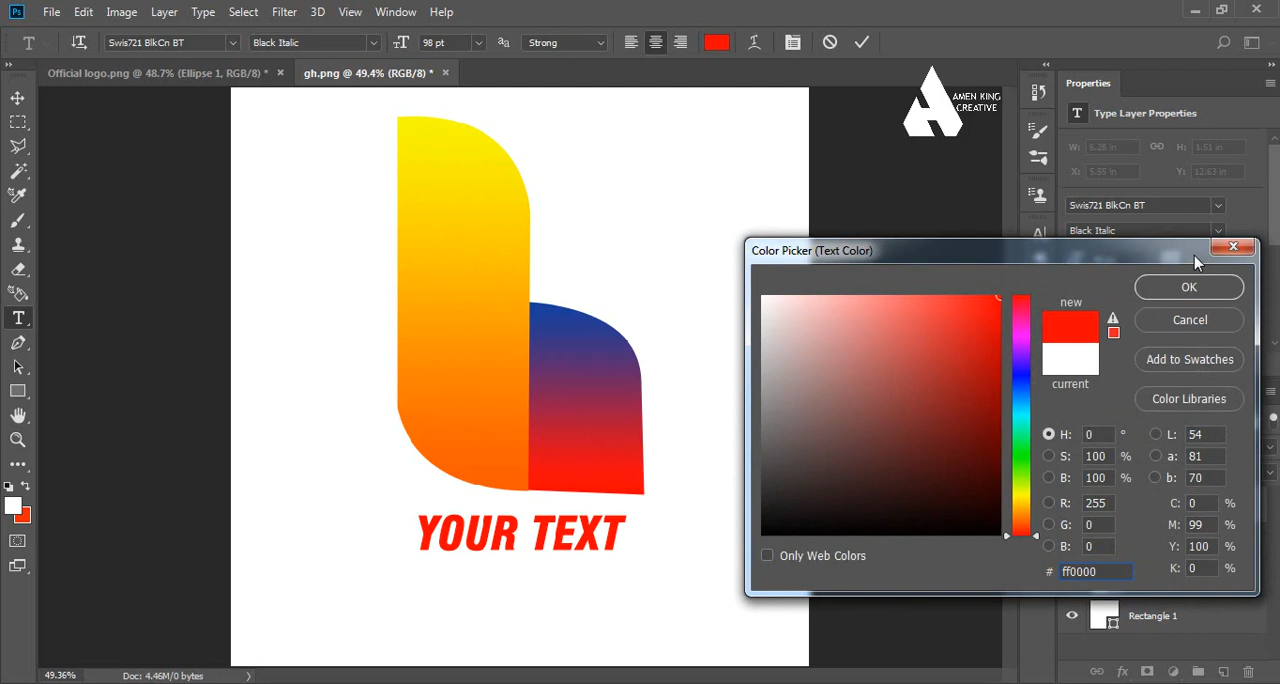 Ps File Edit Image Layer Type Select Filter 3D View Window Help
T Swis721 BlkCn BT Black Italic 98 pt Strong
Official logo.png @ 48.7% (Ellipse 1, RGB/8) * × gh.png @ 49.4% (RGB/8) * ×
AMEN KING
CREATIVE
Properties
T Type Layer Properties
W: 6.28 in H: 1.51 in
X: 5.55 in Y: 12.63 in
Swis721 BlkCn BT
Black Italic
Color Picker (Text Color)
new
current
OK
Cancel
Add to Swatches
Color Libraries
H: 0 ° L: 54
S: 100 % a: 81
B: 100 % b: 70
R: 255 C: 0 %
G: 0 M: 99 %
B: 0 Y: 100 %
# ff0000 K: 0 %
Only Web Colors
YOUR TEXT
Rectangle 1
49.36% Doc: 4.46M/0 bytes